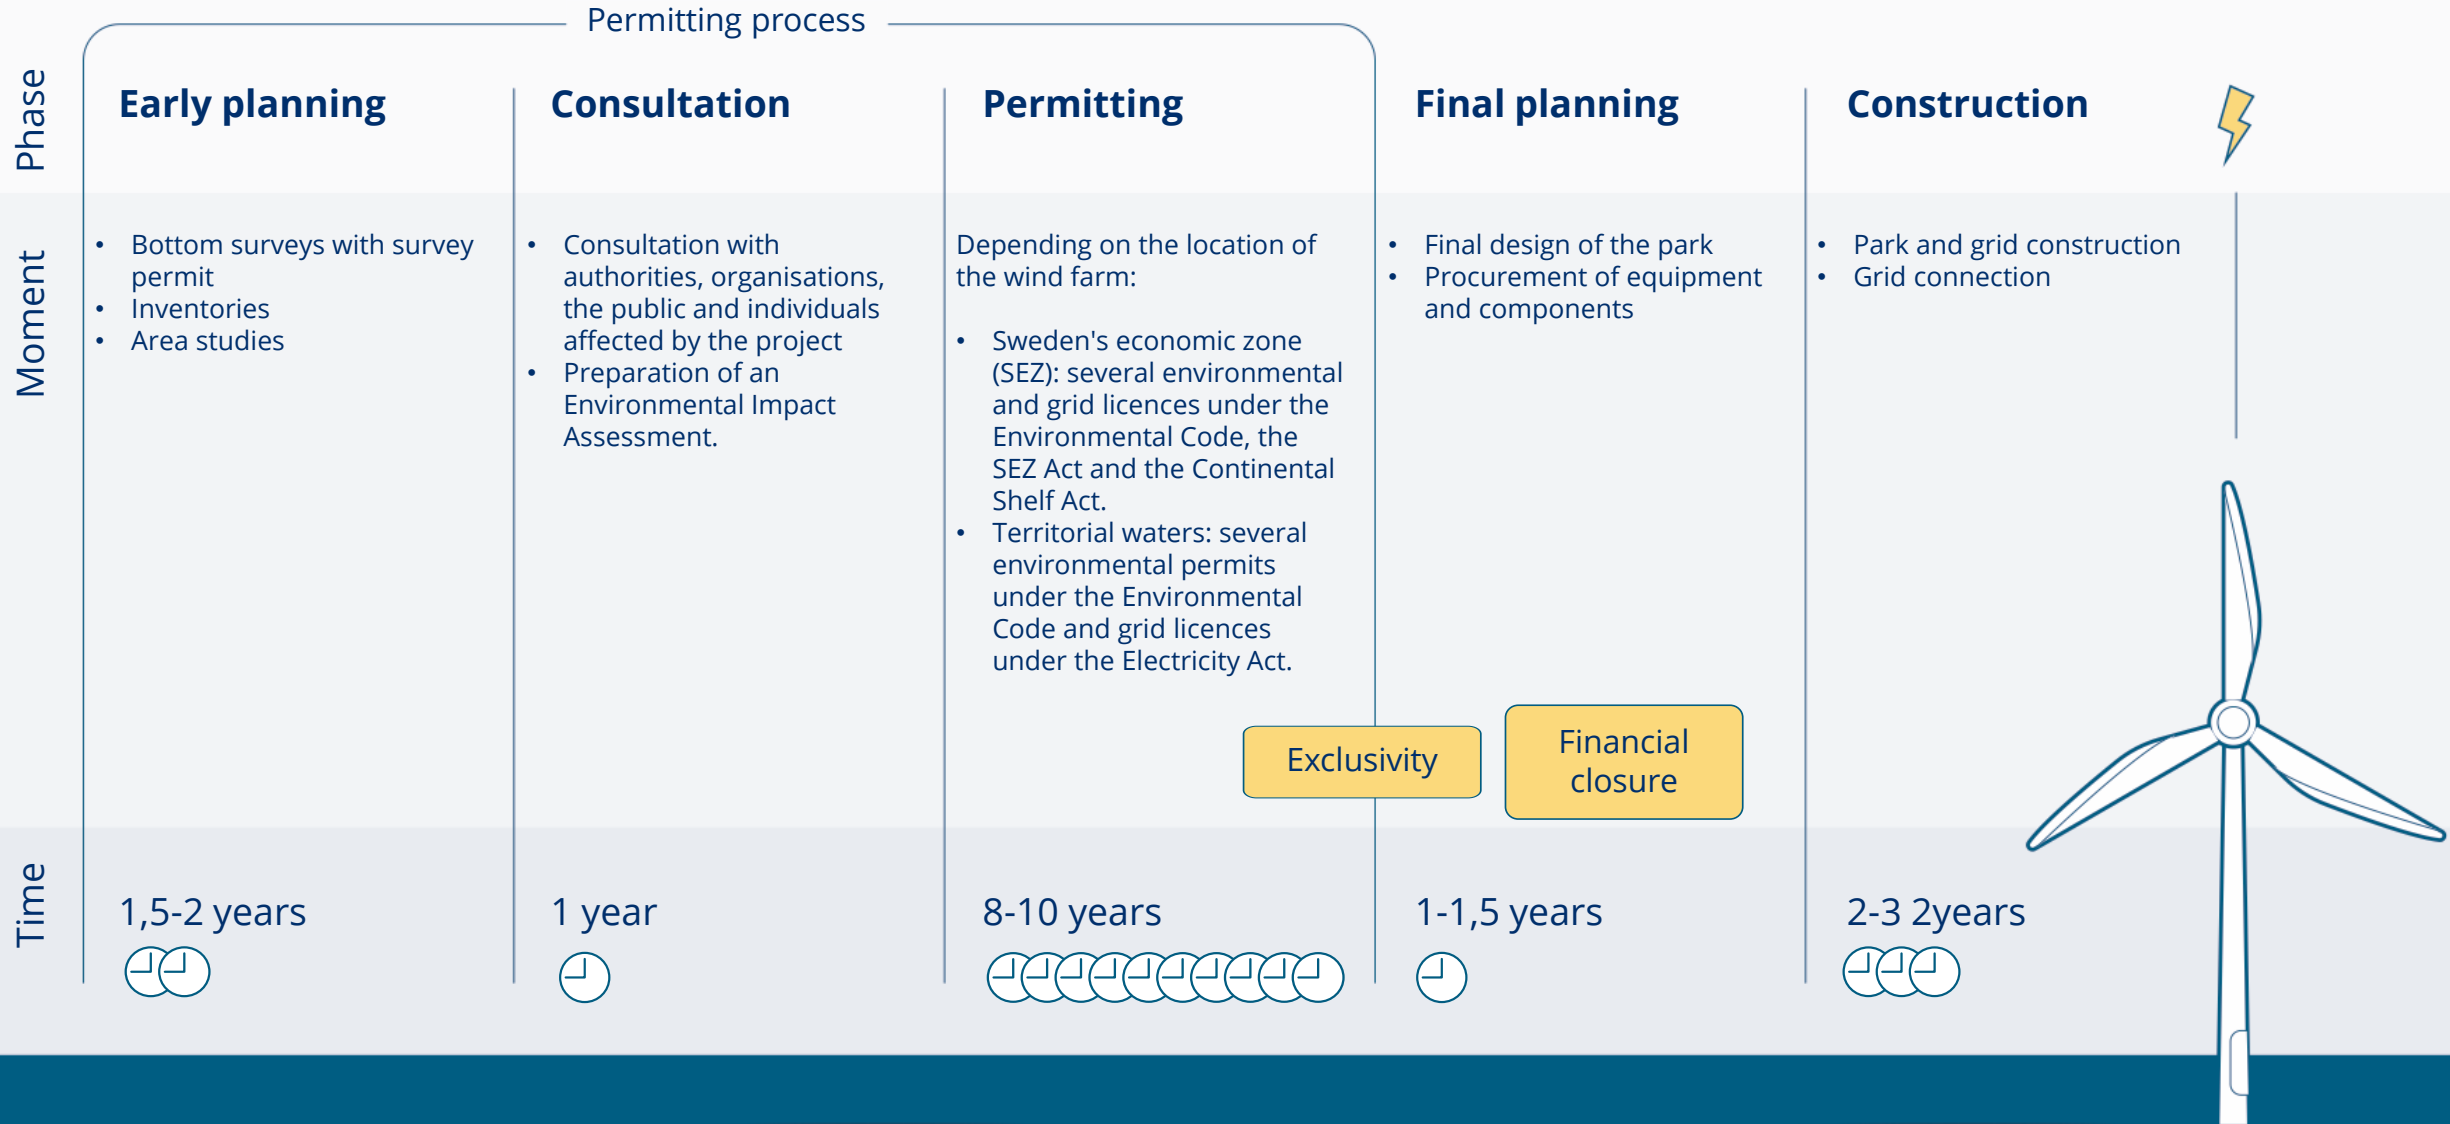 Permitting process
Phase
Early planning
Consultation
Permitting
Final planning
Construction
Moment
• Bottom surveys with survey
permit
• Inventories
• Area studies
• Consultation with
authorities, organisations,
the public and individuals
affected by the project
• Preparation of an
Environmental Impact
Assessment.
Depending on the location of
the wind farm:
• Sweden's economic zone
(SEZ): several environmental
and grid licences under the
Environmental Code, the
SEZ Act and the Continental
Shelf Act.
• Territorial waters: several
environmental permits
under the Environmental
Code and grid licences
under the Electricity Act.
• Final design of the park
• Procurement of equipment
and components
• Park and grid construction
• Grid connection
Exclusivity
Financial
closure
Time
1,5-2 years
1 year
8-10 years
1-1,5 years
2-3 2years